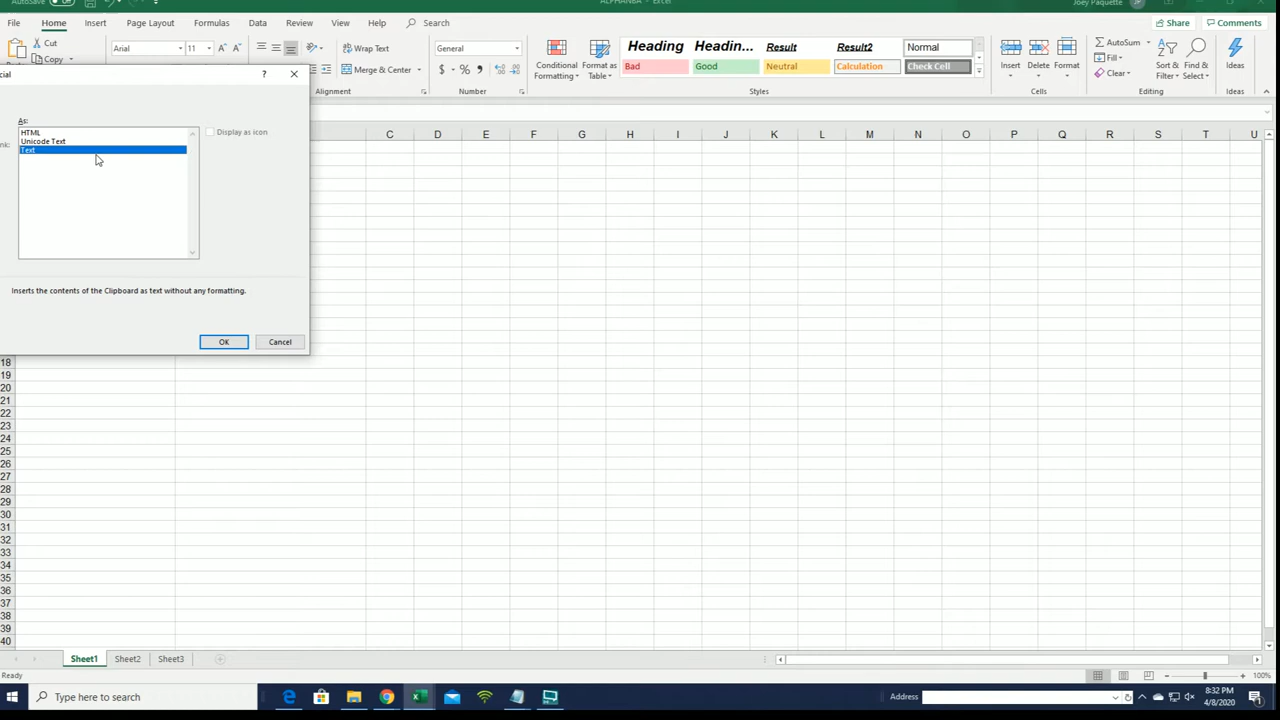 AutoSave
ALPHANBA - Excel
Joey Paquette
JP
File Home Insert Page Layout Formulas Data Review View Help Search
Share Comments
Cut
Copy
Arial 11
Wrap Text
Merge & Center
General
Conditional Formatting
Format as Table
Heading Headin... Result Result2 Normal
Bad Good Neutral Calculation Check Cell
Insert Delete Format
AutoSum
Fill
Clear
Sort & Filter
Find & Select
Ideas
Alignment Number Styles Cells Editing Ideas
cial
? 
As:
HTML
Unicode Text
Text
nk:
Display as icon
Inserts the contents of the Clipboard as text without any formatting.
OK Cancel
C D E F G H I J K L M N O P Q R S T U
18
19
20
21
22
23
24
25
26
27
28
29
30
31
32
33
34
35
36
37
38
39
40
Sheet1 Sheet2 Sheet3
Ready
100%
Type here to search
Address
8:32 PM
4/8/2020
1